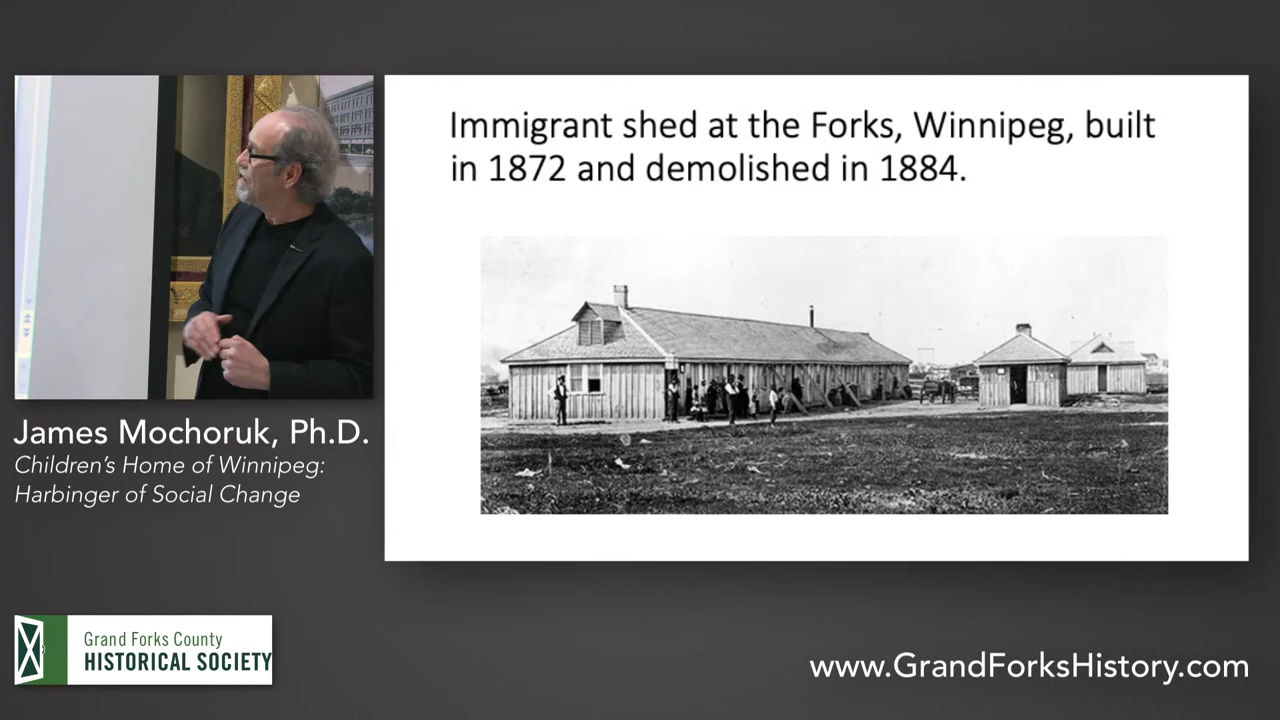 Immigrant shed at the Forks, Winnipeg, built
in 1872 and demolished in 1884.
James Mochoruk, Ph.D.
Children’s Home of Winnipeg:
Harbinger of Social Change
Grand Forks County
HISTORICAL SOCIETY
www.GrandForksHistory.com